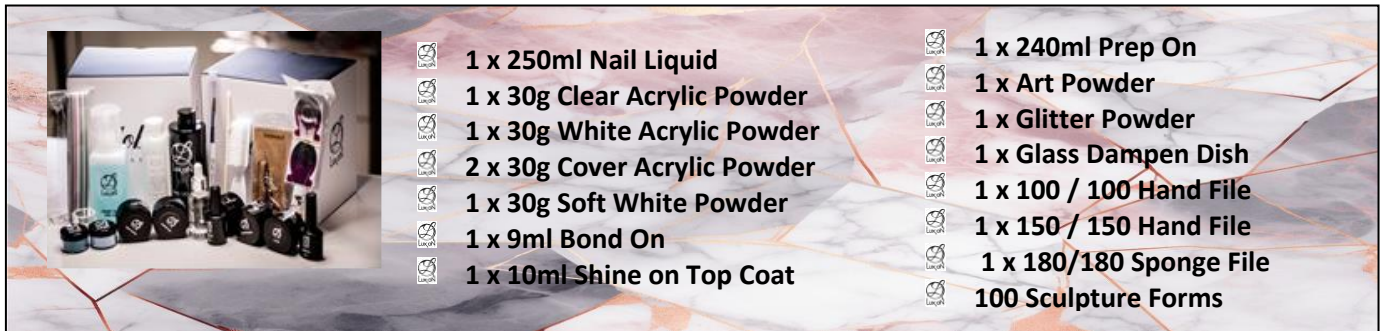 1 x 250ml Nail Liquid
1 x 30g Clear Acrylic Powder
1 x 30g White Acrylic Powder
2 x 30g Cover Acrylic Powder
1 x 30g Soft White Powder
1 x 9ml Bond On
1 x 10ml Shine on Top Coat
1 x 240ml Prep On
1 x Art Powder
1 x Glitter Powder
1 x Glass Dampen Dish
1 x 100 / 100 Hand File
1 x 150 / 150 Hand File
1 x 180/180 Sponge File
100 Sculpture Forms